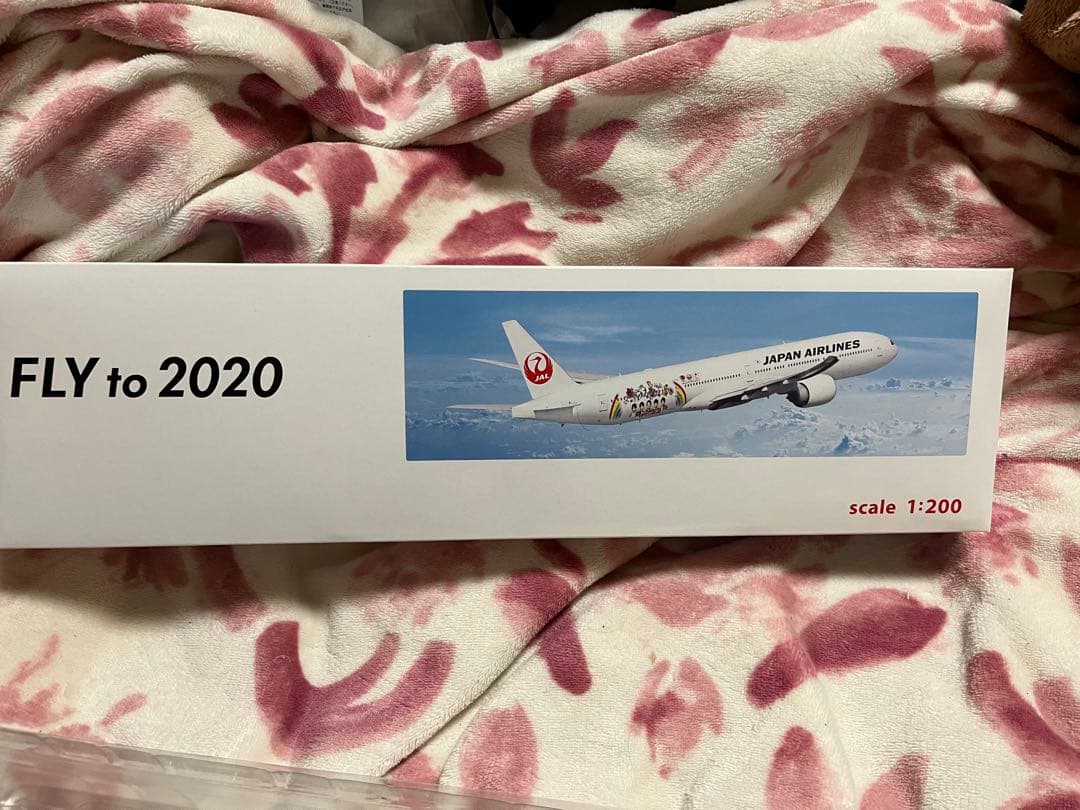 FLY to 2020
JAPAN AIRLINES
JAL
scale 1:200